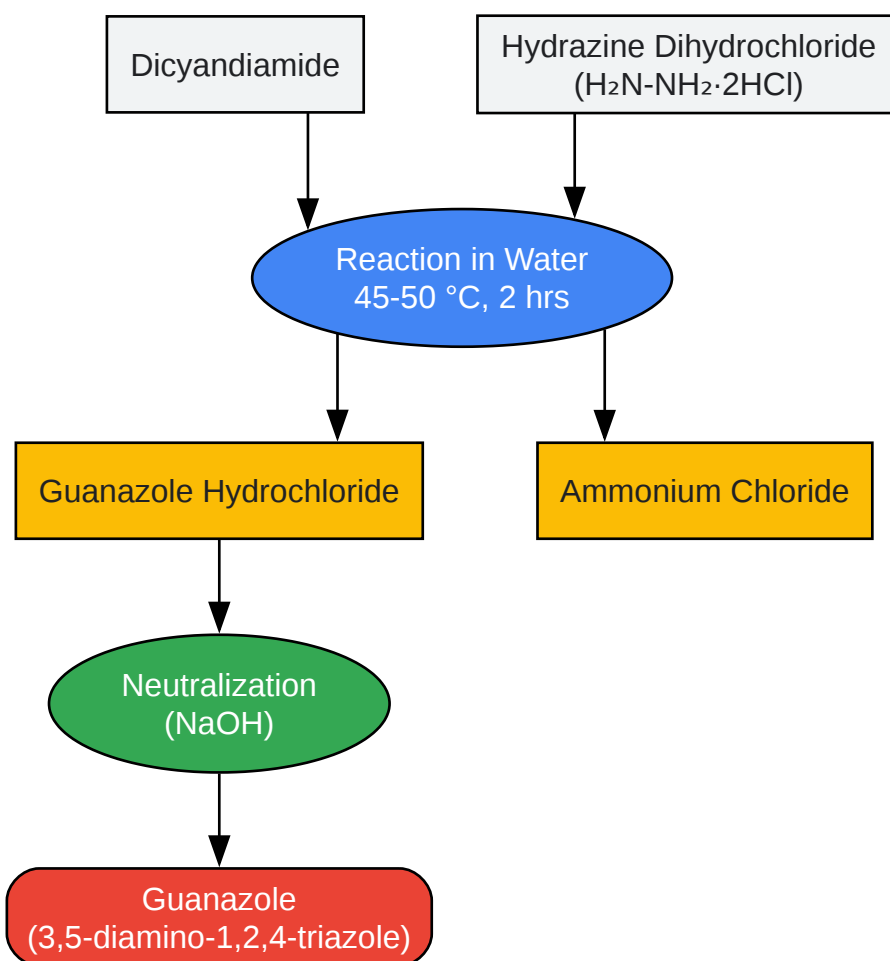 Dicyandiamide
Hydrazine Dihydrochloride
(H₂N-NH₂·2HCl)
Reaction in Water
45-50 °C, 2 hrs
Guanazole Hydrochloride
Ammonium Chloride
Neutralization
(NaOH)
Guanazole
(3,5-diamino-1,2,4-triazole)